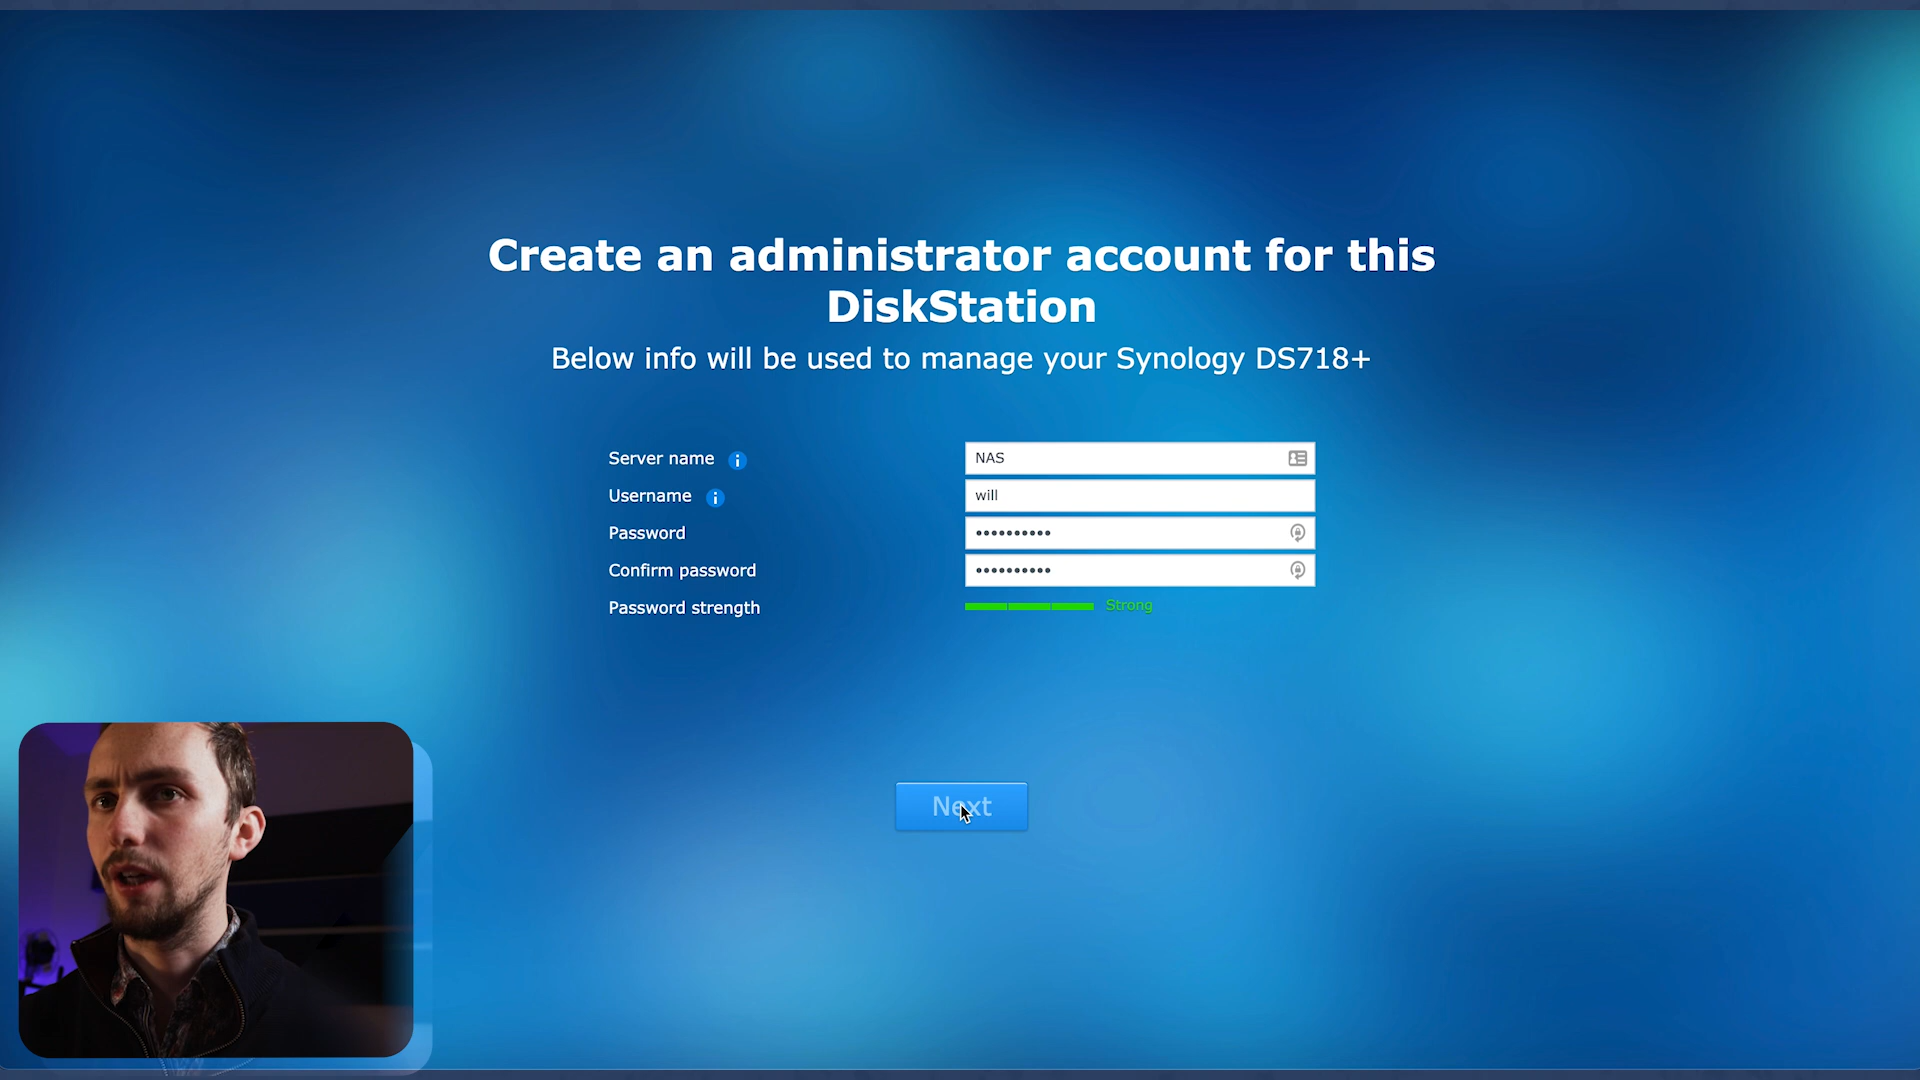 Create an administrator account for this
DiskStation
Below info will be used to manage your Synology DS718+
Server name
NAS
Username
will
Password
••••••••••
Confirm password
••••••••••
Password strength
Strong
Next